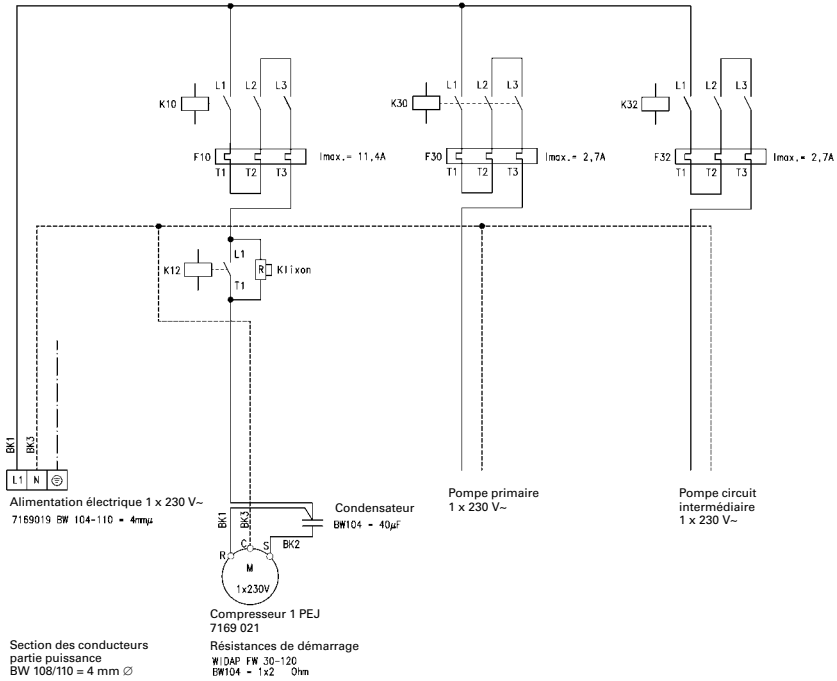 L1 L2 L3
K10
L1 L2 L3
K30
L1 L2 L3
K32
F10
Imax.= 11,4A
T1 T2 T3
F30
Imax.= 2,7A
T1 T2 T3
F32
Imax.= 2,7A
T1 T2 T3
L1
K12
R
Klixon
T1
BK1
BK3
L1 N
Alimentation électrique 1 x 230 V~
7169019 BW 104-110 = 4mmµ
Pompe primaire
1 x 230 V~
Pompe circuit
intermédiaire
1 x 230 V~
Condensateur
BW104 = 40µF
BK1
BK3
BK2
R
C
S
M
1x230V
Compresseur 1 PEJ
7169 021
Section des conducteurs
partie puissance
BW 108/110 = 4 mm ∅
Résistances de démarrage
WIDAP FW 30-120
BW104 = 1x2 Ohm